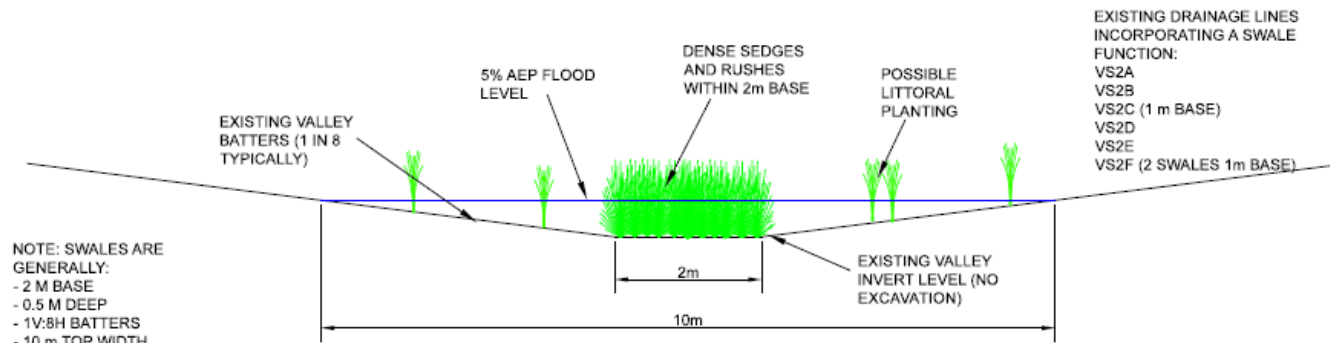 EXISTING DRAINAGE LINES
INCORPORATING A SWALE
FUNCTION:
VS2A
VS2B
VS2C (1 m BASE)
VS2D
VS2E
VS2F (2 SWALES 1m BASE)
DENSE SEDGES
AND RUSHES
WITHIN 2m BASE
5% AEP FLOOD
LEVEL
POSSIBLE
LITTORAL
PLANTING
EXISTING VALLEY
BATTERS (1 IN 8
TYPICALLY)
NOTE: SWALES ARE
GENERALLY:
- 2 M BASE
- 0.5 M DEEP
- 1V:8H BATTERS
- 10 m TOP WIDTH
2m
EXISTING VALLEY
INVERT LEVEL (NO
EXCAVATION)
10m